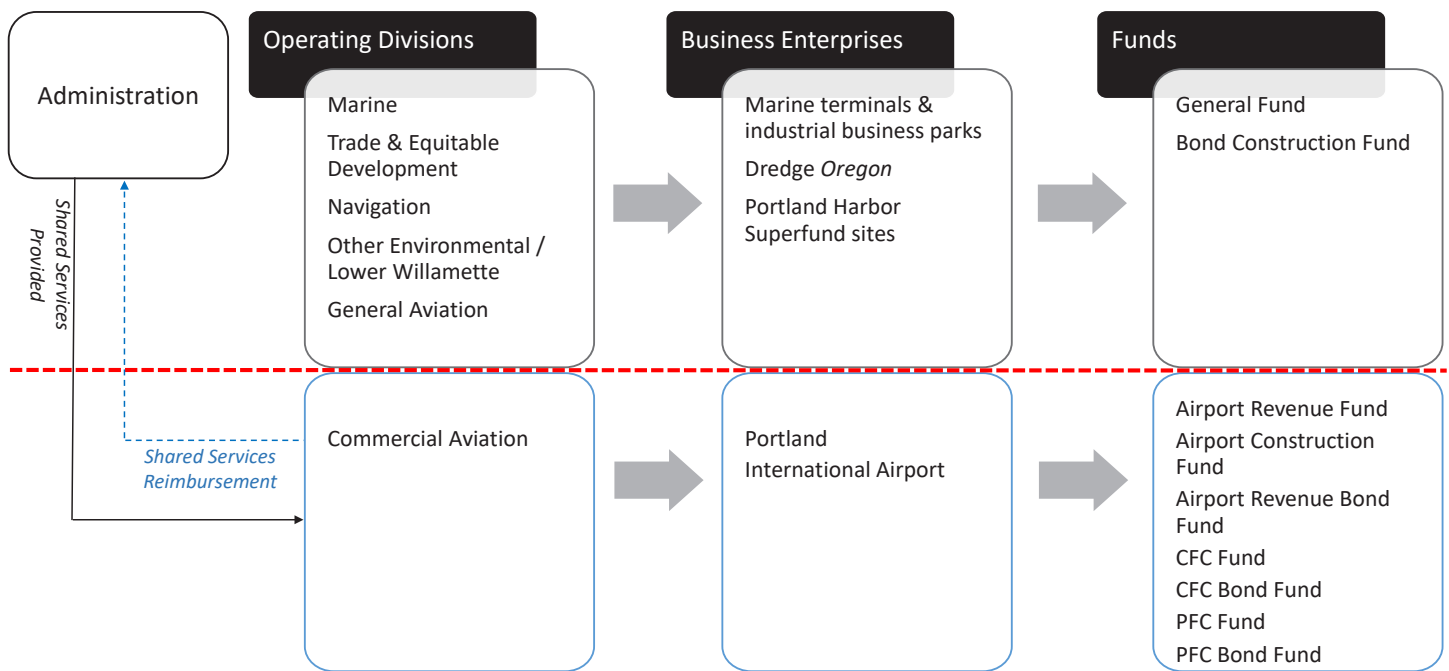 Administration
Operating Divisions
Marine
Trade & Equitable
Development
Navigation
Other Environmental /
Lower Willamette
General Aviation
Business Enterprises
Marine terminals &
industrial business parks
Dredge Oregon
Portland Harbor
Superfund sites
Funds
General Fund
Bond Construction Fund
Shared Services
Provided
Shared Services
Reimbursement
Commercial Aviation
Portland
International Airport
Airport Revenue Fund
Airport Construction
Fund
Airport Revenue Bond
Fund
CFC Fund
CFC Bond Fund
PFC Fund
PFC Bond Fund